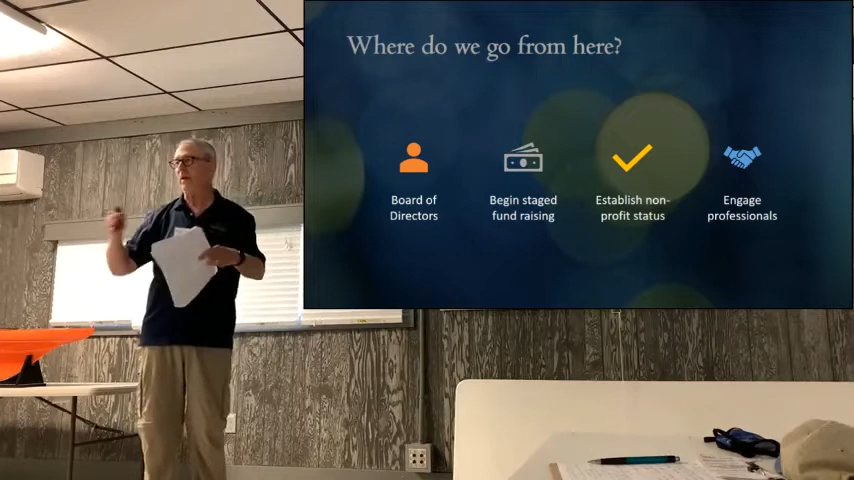 Where do we go from here?
Board of
Directors
Begin staged
fund raising
Establish non-
profit status
Engage
professionals